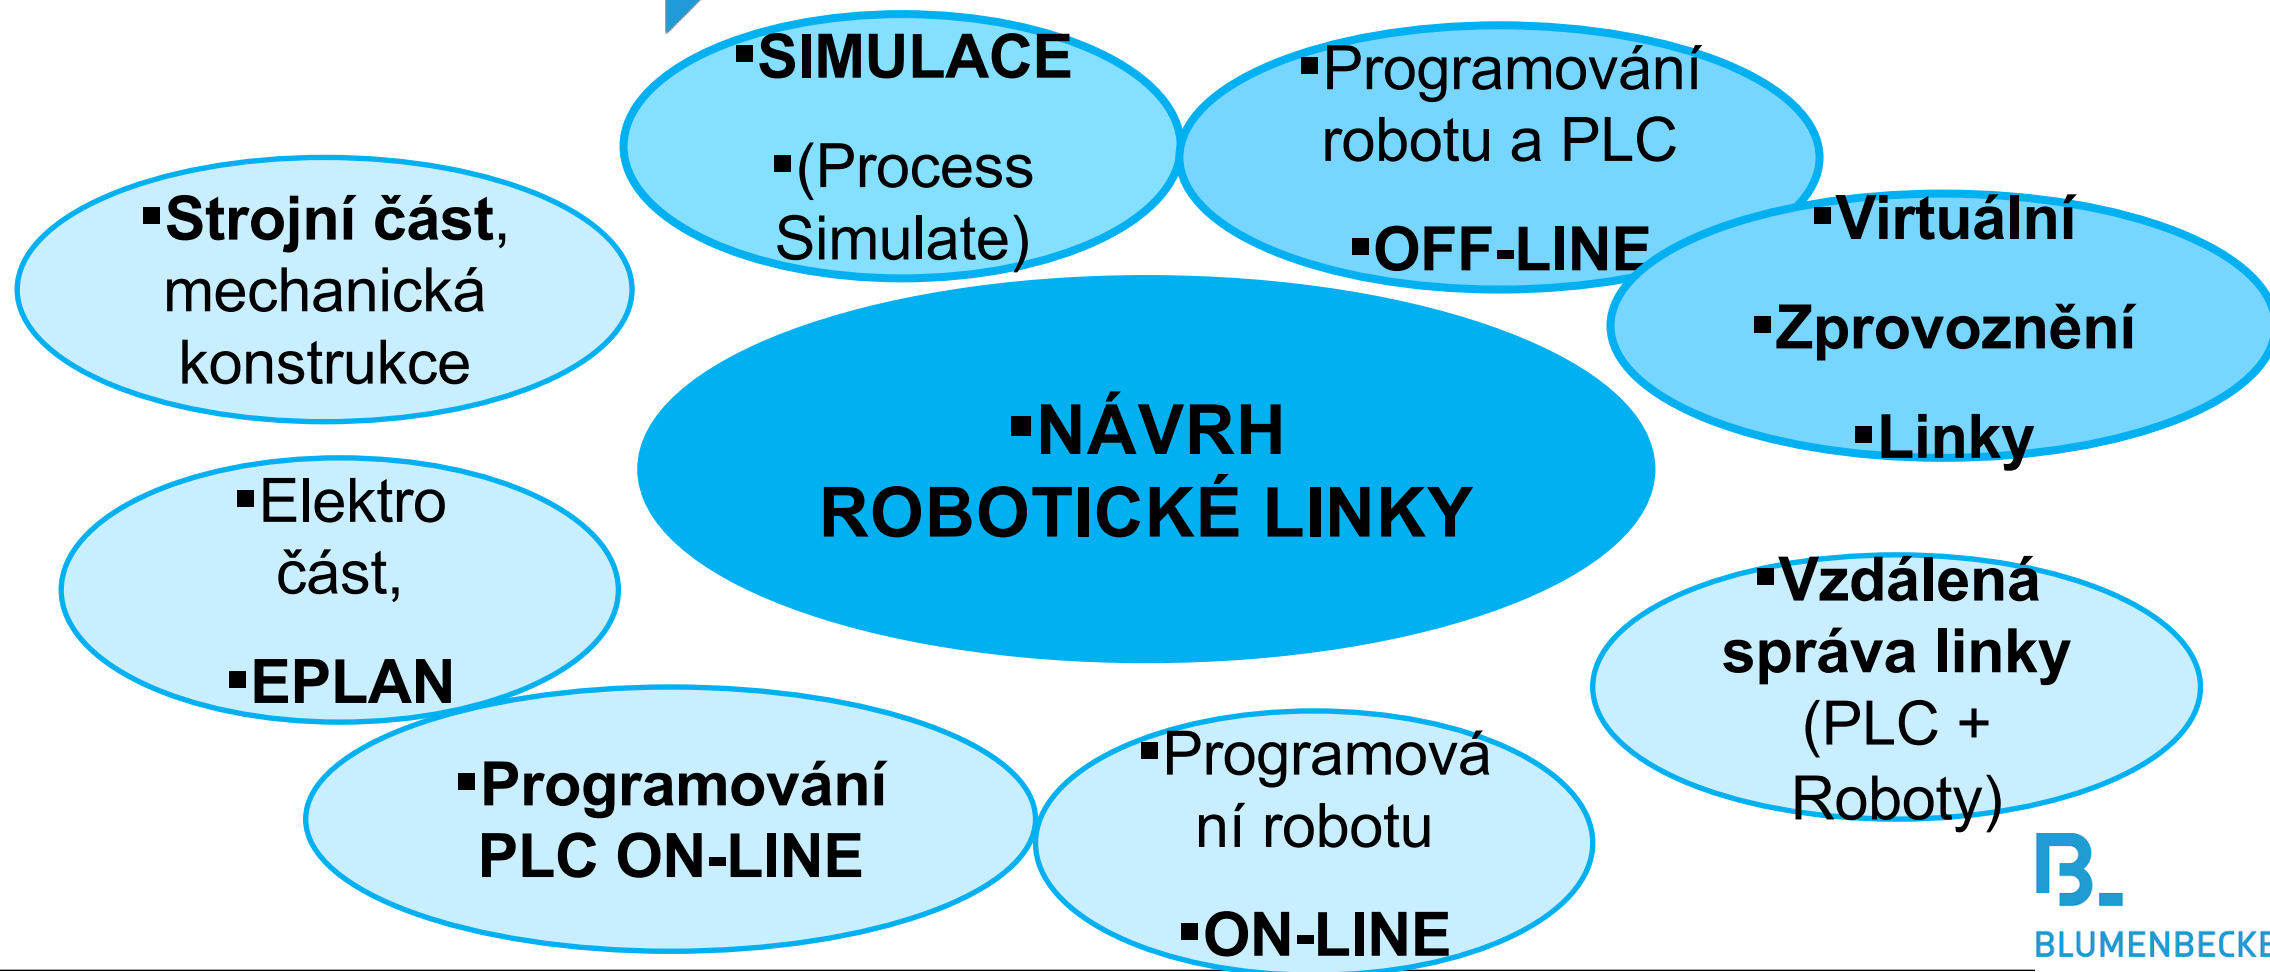 ▪SIMULACE
▪(Process
Simulate)
▪Programování
robotu a PLC
▪OFF-LINE
▪Virtuální
▪Zprovoznění
▪Linky
▪Strojní část,
mechanická
konstrukce
▪NÁVRH
ROBOTICKÉ LINKY
▪Elektro
část,
▪EPLAN
▪Vzdálená
správa linky
(PLC +
Roboty)
▪Programování
PLC ON-LINE
▪Programová
ní robotu
▪ON-LINE
B_
BLUMENBECKE